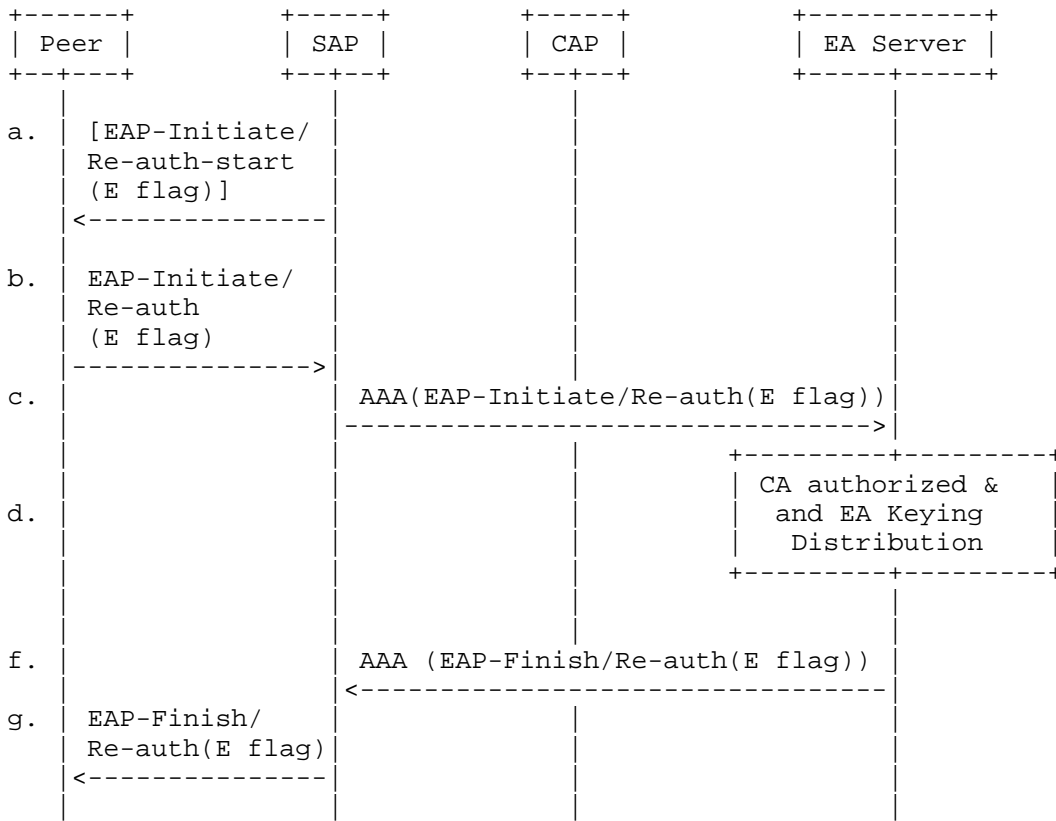 Peer SAP CAP EA Server
a. [EAP-Initiate/
Re-auth-start
(E flag)]
b. EAP-Initiate/
Re-auth
(E flag)
c. AAA(EAP-Initiate/Re-auth(E flag))
CA authorized &
d. and EA Keying
Distribution
f. AAA (EAP-Finish/Re-auth(E flag))
g. EAP-Finish/
Re-auth(E flag)